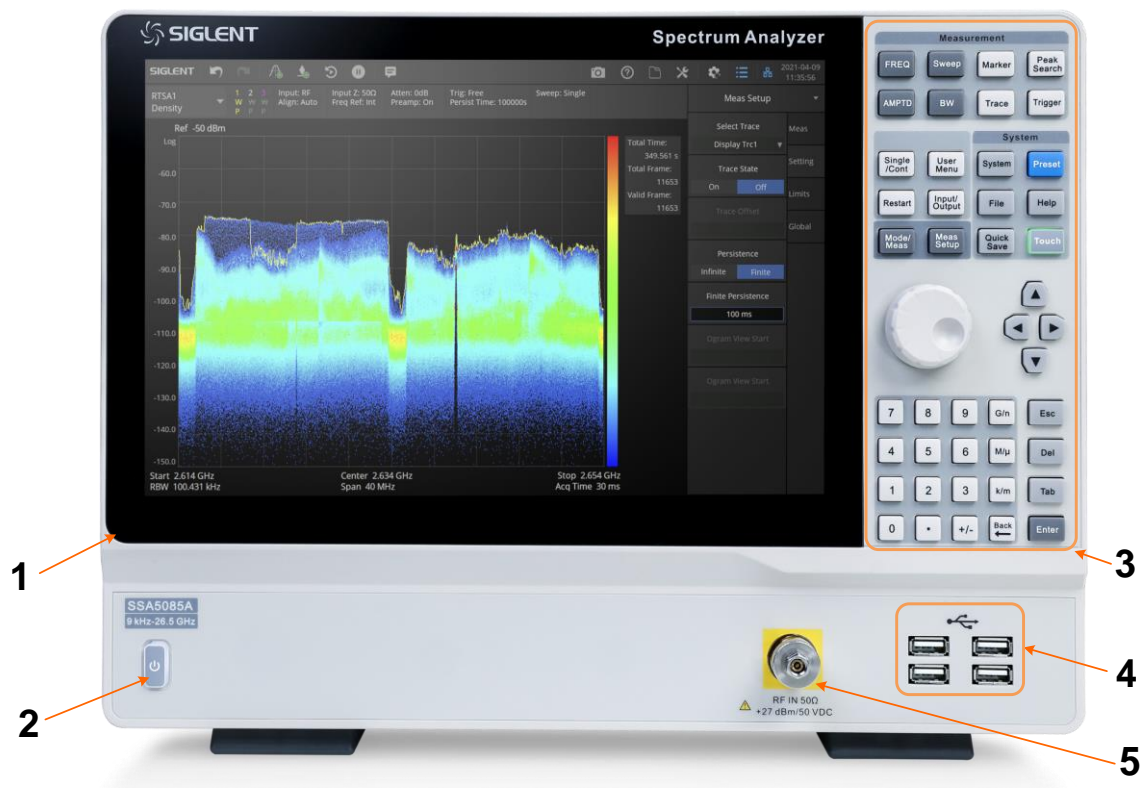 SIGLENT
Spectrum Analyzer
SIGLENT
2021-04-09
11:35:56
RTSA1
Density
1 2 3
W W W
P P P
Input: RF
Align: Auto
Input Z: 50Ω
Freq Ref: Int
Atten: 0dB
Preamp: On
Trig: Free
Persist Time: 100000s
Sweep: Single
Ref -50 dBm
Log
-60.0
-70.0
-80.0
-90.0
-100.0
-110.0
-120.0
-130.0
-140.0
-150.0
Total Time:
349.561 s
Total Frame:
11653
Valid Frame:
11653
Start 2.614 GHz
RBW 100.431 kHz
Center 2.634 GHz
Span 40 MHz
Stop 2.654 GHz
Acq Time 30 ms
Meas Setup
Select Trace
Display Trc1
Trace State
On Off
Trace Offset
Persistence
Infinite Finite
Finite Persistence
100 ms
Ogram View Start
Ogram View Start
Meas
Setting
Limits
Global
Measurement
FREQ Sweep Marker Peak
Search
AMPTD BW Trace Trigger
System
Single
/Cont
User
Menu
System
Preset
Restart
Input/
Output
File
Help
Mode/
Meas
Meas
Setup
Quick
Save
Touch
7 8 9 G/n Esc
4 5 6 M/μ Del
1 2 3 k/m Tab
0 . +/- Back Enter
SSA5085A
9 kHz-26.5 GHz
RF IN 50Ω
+27 dBm/50 VDC
1
2
3
4
5